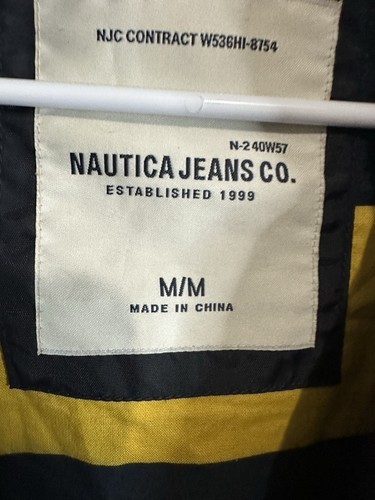 NJC CONTRACT W536HI-8754
N-2 40W57
NAUTICA JEANS CO.
ESTABLISHED 1999
M/M
MADE IN CHINA